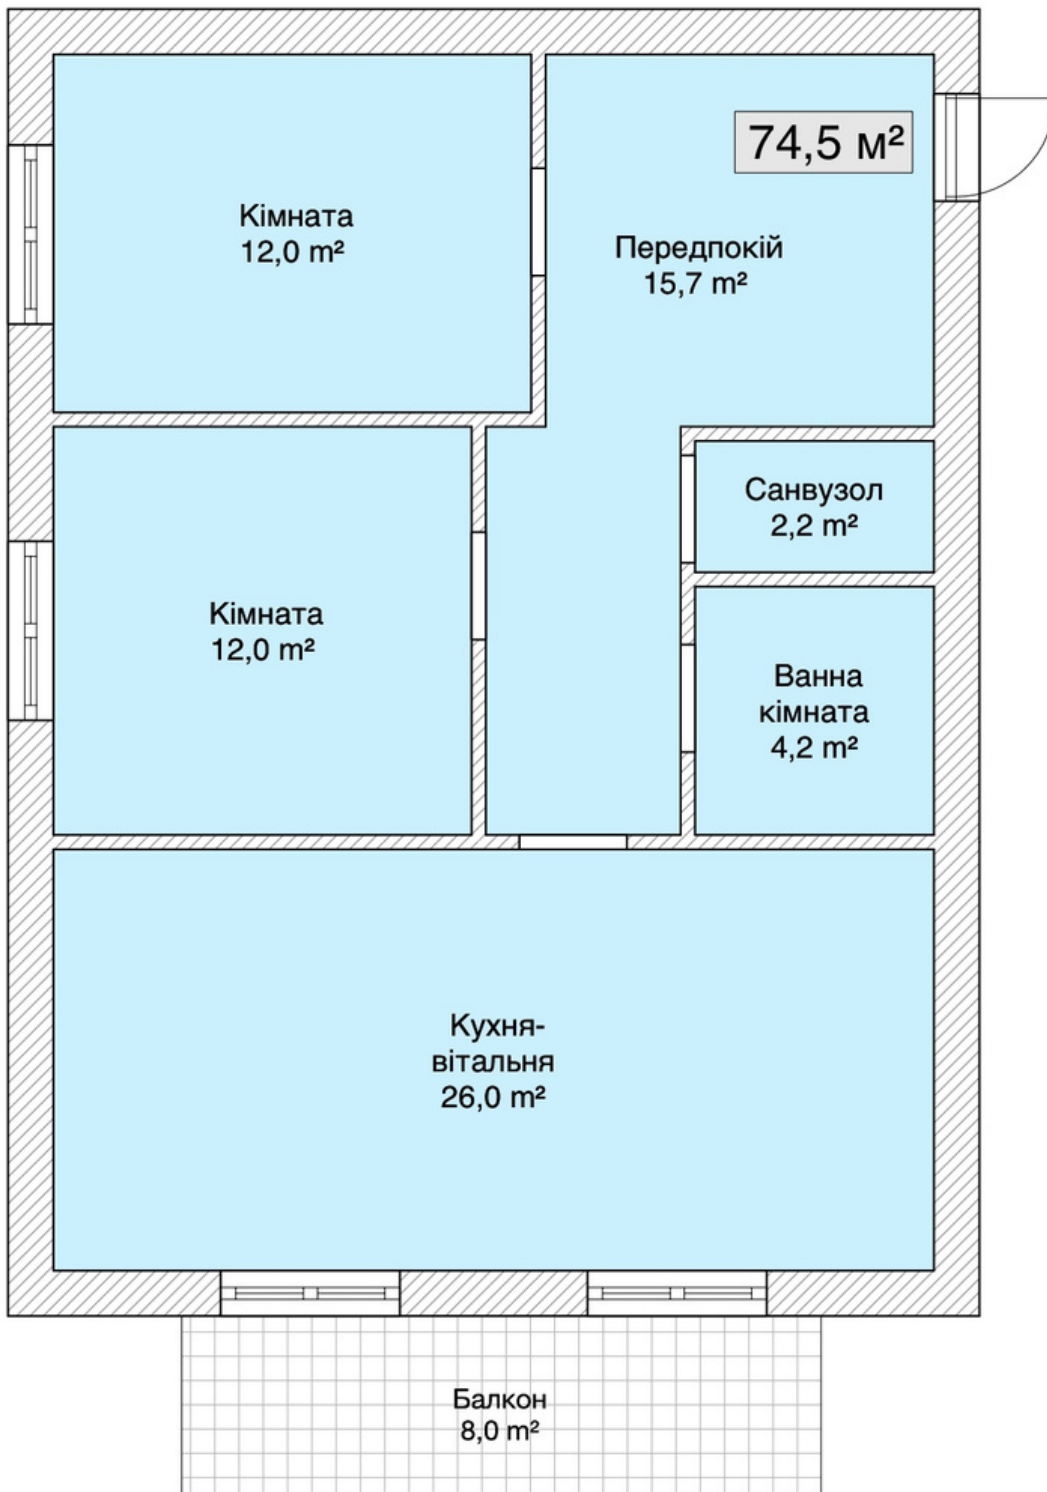 74,5 м²
Кімната
12,0 m²
Передпокій
15,7 m²
Санвузол
2,2 m²
Кімната
12,0 m²
Ванна
кімната
4,2 m²
Кухня-
вітальня
26,0 m²
Балкон
8,0 m²